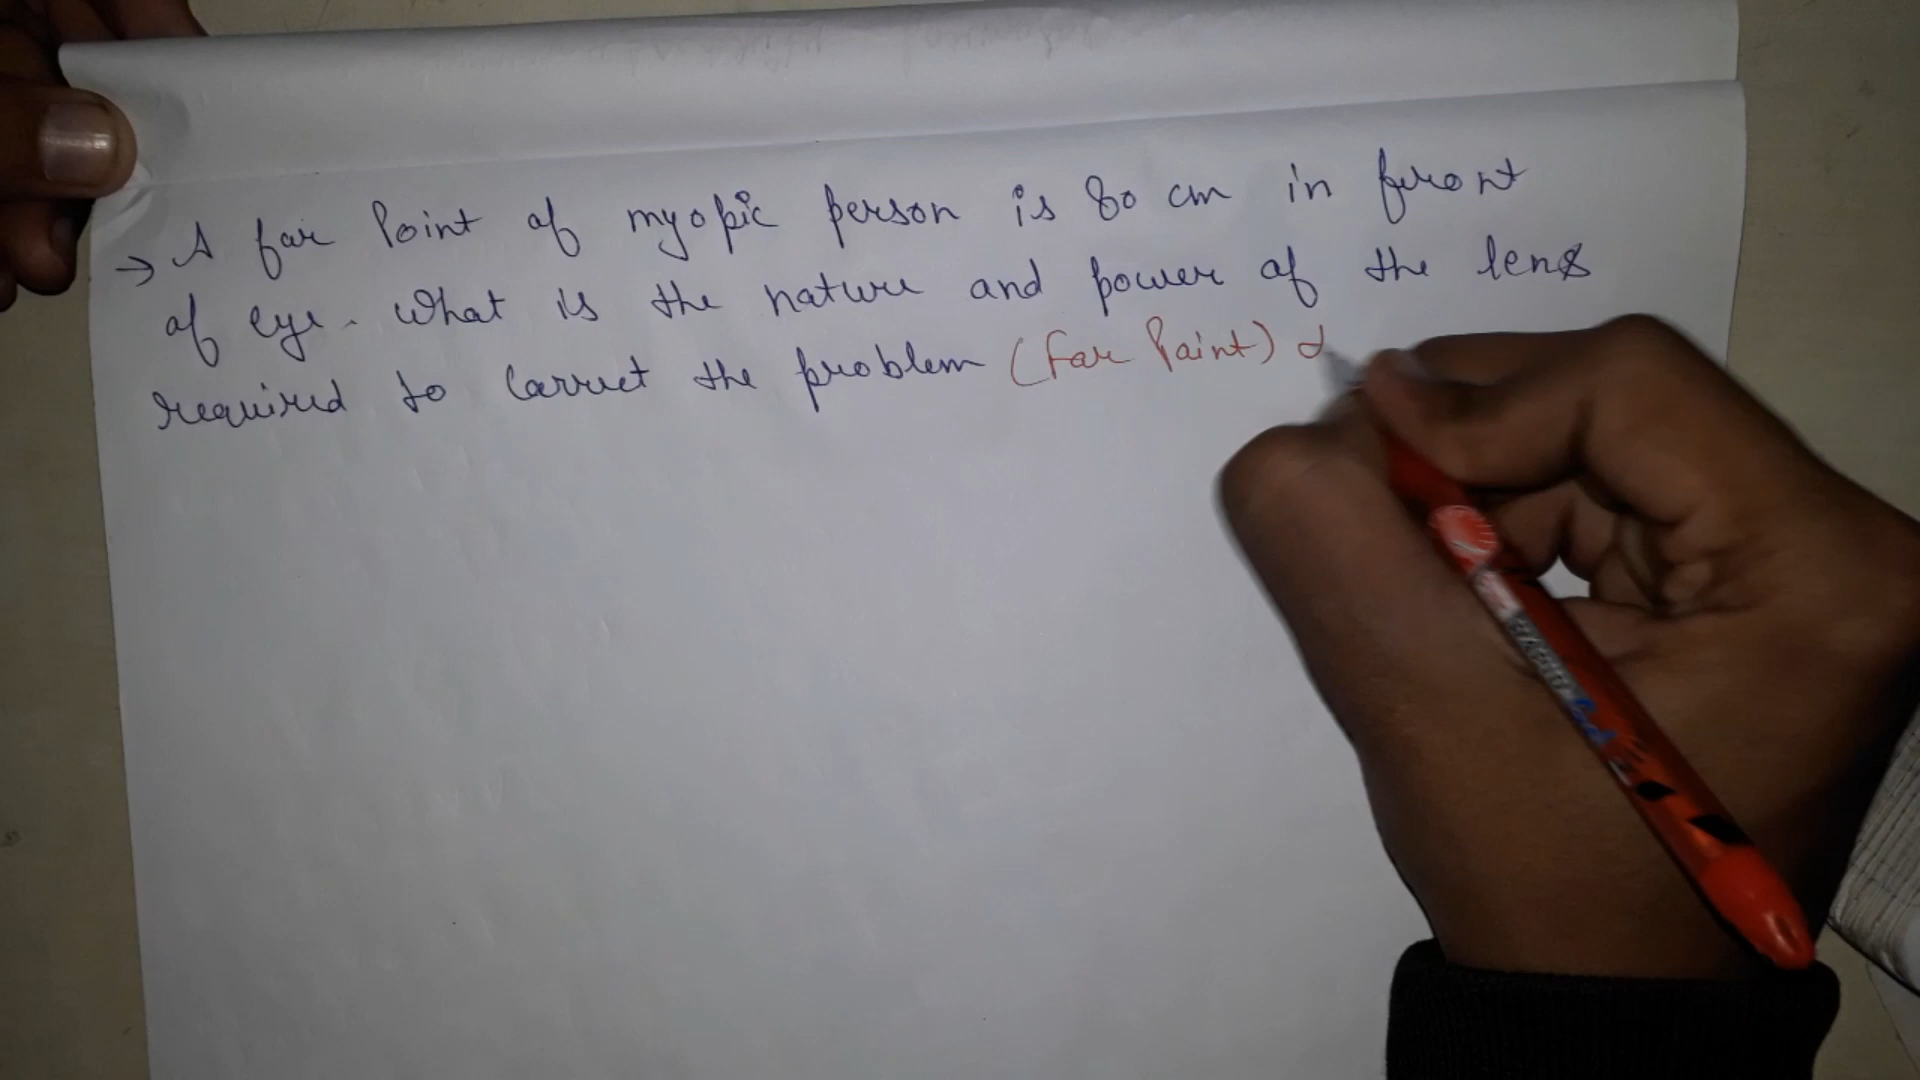 → A far Point of myopic person is 80 cm in front
of eye. What is the nature and power of the lens
required to correct the problem (Far Point) d